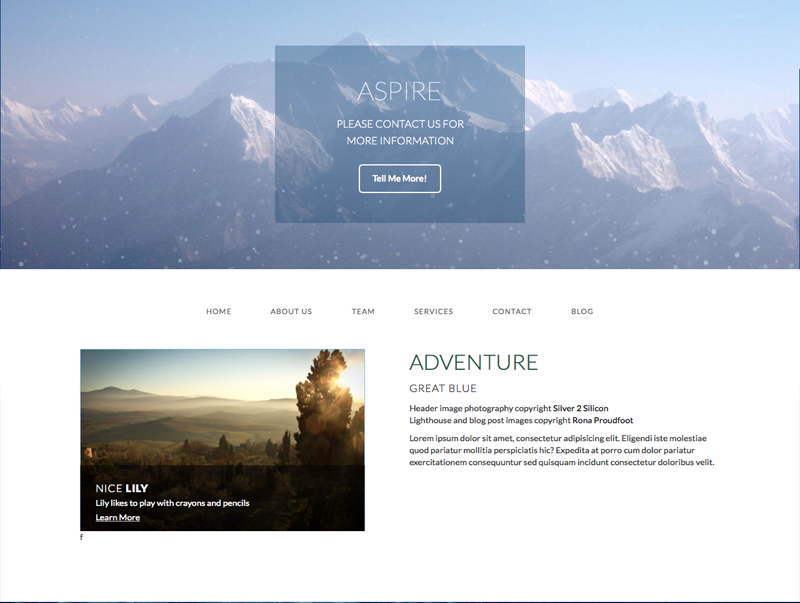 ASPIRE
PLEASE CONTACT US FOR
MORE INFORMATION
Tell Me More!
HOME ABOUT US TEAM SERVICES CONTACT BLOG
NICE LILY
Lily likes to play with crayons and pencils
Learn More
f
ADVENTURE
GREAT BLUE
Header image photography copyright Silver 2 Silicon
Lighthouse and blog post images copyright Rona Proudfoot
Lorem ipsum dolor sit amet, consectetur adipisicing elit. Eligendi iste molestiae
quod pariatur mollitia perspiciatis hic? Expedita at porro cum dolor pariatur
exercitationem consequuntur sed quisquam incidunt consectetur doloribus velit.